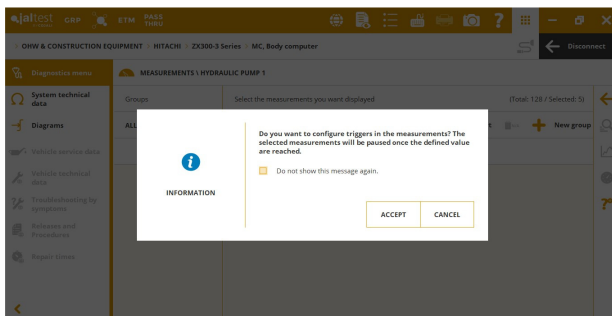 jaltest GRP ETM PASS THRU
OHW & CONSTRUCTION EQUIPMENT > HITACHI > ZX300-3 Series > MC, Body computer
Disconnect
Diagnostics menu
MEASUREMENTS \ HYDRAULIC PUMP 1
System technical data
Groups
Select the measurements you want displayed
(Total: 128 / Selected: 5)
Diagrams
ALL
New group
Vehicle service data
Vehicle technical data
Troubleshooting by symptoms
Releases and Procedures
Repair times
Do you want to configure triggers in the measurements? The
selected measurements will be paused once the defined value
are reached.
Do not show this message again.
INFORMATION
ACCEPT
CANCEL